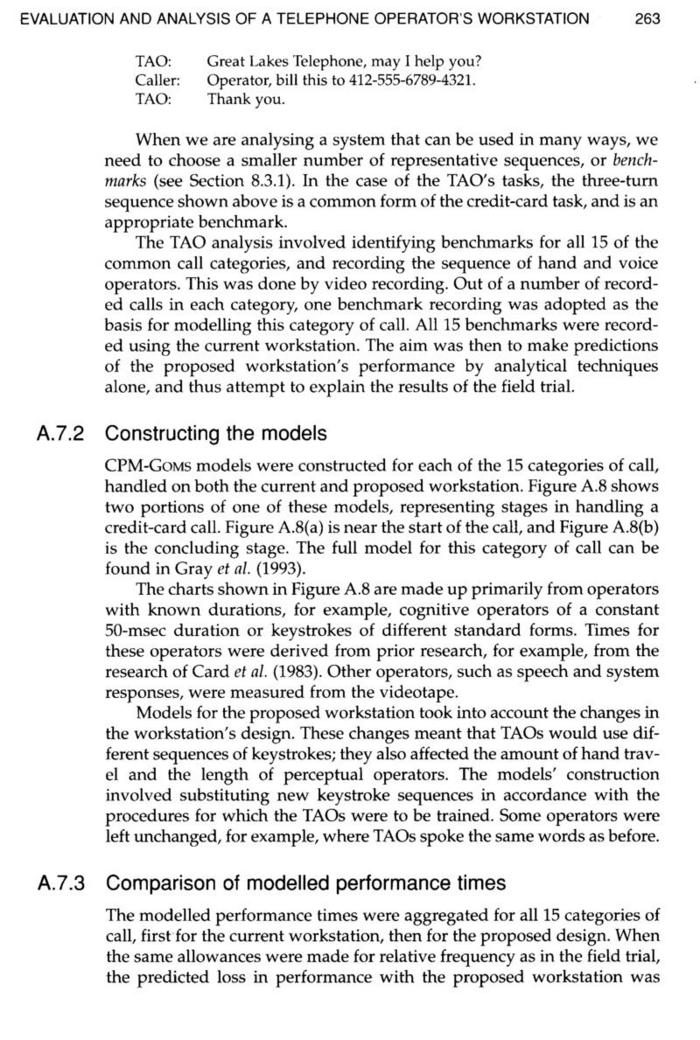 EVALUATION AND ANALYSIS OF A TELEPHONE OPERATOR'S WORKSTATION 263
TAO: Great Lakes Telephone, may I help you?
Caller: Operator, bill this to 412-555-6789-4321.
TAO: Thank you.
When we are analysing a system that can be used in many ways, we
need to choose a smaller number of representative sequences, or bench-
marks (see Section 8.3.1). In the case of the TAO's tasks, the three-turn
sequence shown above is a common form of the credit-card task, and is an
appropriate benchmark.
The TAO analysis involved identifying benchmarks for all 15 of the
common call categories, and recording the sequence of hand and voice
operators. This was done by video recording. Out of a number of record-
ed calls in each category, one benchmark recording was adopted as the
basis for modelling this category of call. All 15 benchmarks were record-
ed using the current workstation. The aim was then to make predictions
of the proposed workstation's performance by analytical techniques
alone, and thus attempt to explain the results of the field trial.
A.7.2 Constructing the models
CPM-GOMS models were constructed for each of the 15 categories of call,
handled on both the current and proposed workstation. Figure A.8 shows
two portions of one of these models, representing stages in handling a
credit-card call. Figure A.8(a) is near the start of the call, and Figure A.8(b)
is the concluding stage. The full model for this category of call can be
found in Gray et al. (1993).
The charts shown in Figure A.8 are made up primarily from operators
with known durations, for example, cognitive operators of a constant
50-msec duration or keystrokes of different standard forms. Times for
these operators were derived from prior research, for example, from the
research of Card et al. (1983). Other operators, such as speech and system
responses, were measured from the videotape.
Models for the proposed workstation took into account the changes in
the workstation's design. These changes meant that TAOs would use dif-
ferent sequences of keystrokes; they also affected the amount of hand trav-
el and the length of perceptual operators. The models' construction
involved substituting new keystroke sequences in accordance with the
procedures for which the TAOs were to be trained. Some operators were
left unchanged, for example, where TAOs spoke the same words as before.
A.7.3 Comparison of modelled performance times
The modelled performance times were aggregated for all 15 categories of
call, first for the current workstation, then for the proposed design. When
the same allowances were made for relative frequency as in the field trial,
the predicted loss in performance with the proposed workstation was